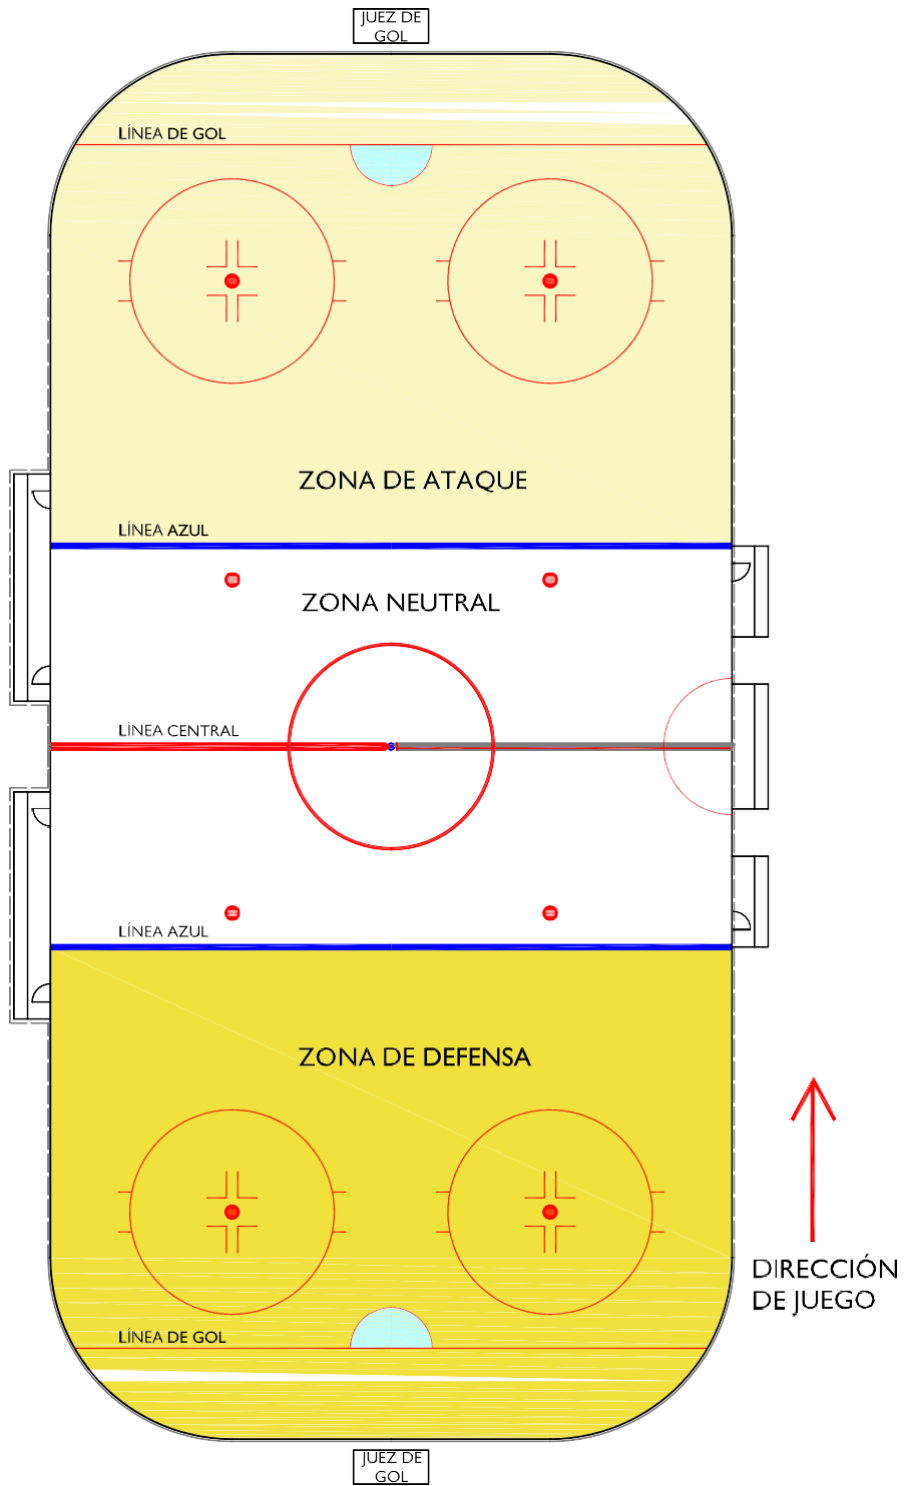 JUEZ DE
GOL
LÍNEA DE GOL
ZONA DE ATAQUE
LÍNEA AZUL
ZONA NEUTRAL
LÍNEA CENTRAL
LÍNEA AZUL
ZONA DE DEFENSA
DIRECCIÓN
DE JUEGO
LÍNEA DE GOL
JUEZ DE
GOL